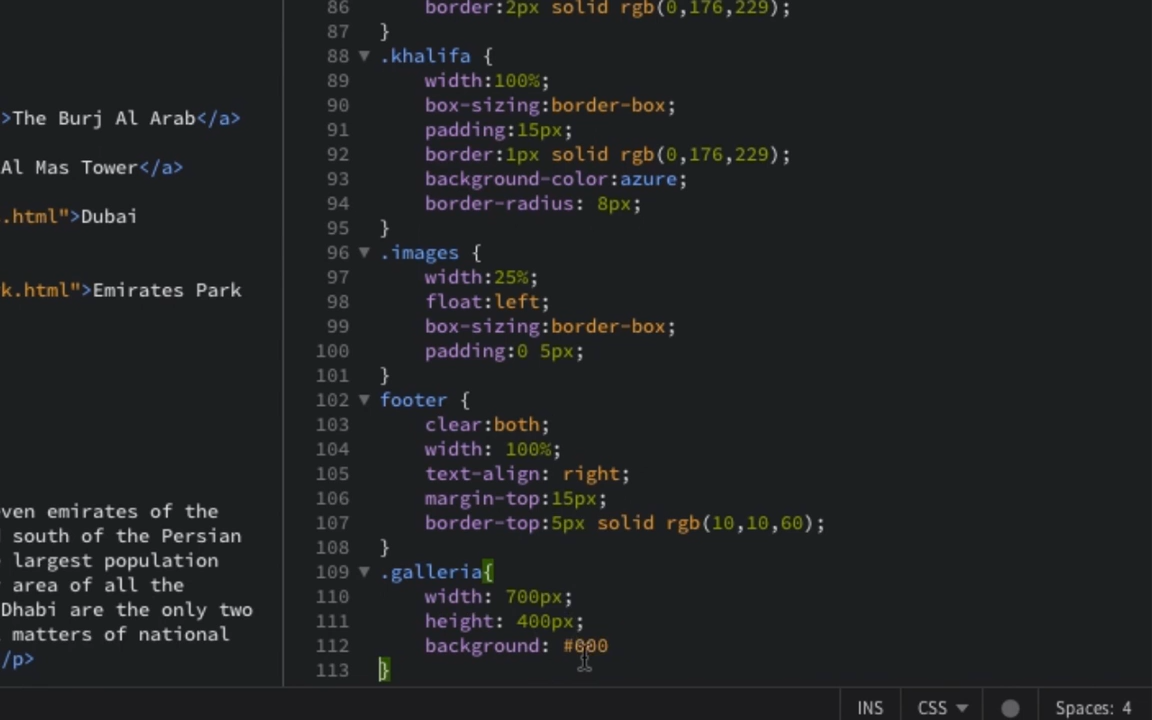 >The Burj Al Arab</a>
Al Mas Tower</a>
.html">Dubai
k.html">Emirates Park
ven emirates of the
south of the Persian
largest population
area of all the
Dhabi are the only two
matters of national
/p>
86 border:2px solid rgb(0,176,229);
87 }
88 ▼ .khalifa {
89 width:100%;
90 box-sizing:border-box;
91 padding:15px;
92 border:1px solid rgb(0,176,229);
93 background-color:azure;
94 border-radius: 8px;
95 }
96 ▼ .images {
97 width:25%;
98 float:left;
99 box-sizing:border-box;
100 padding:0 5px;
101 }
102 ▼ footer {
103 clear:both;
104 width: 100%;
105 text-align: right;
106 margin-top:15px;
107 border-top:5px solid rgb(10,10,60);
108 }
109 ▼ .galleria{
110 width: 700px;
111 height: 400px;
112 background: #000
113 }
INS CSS ▼ Spaces: 4